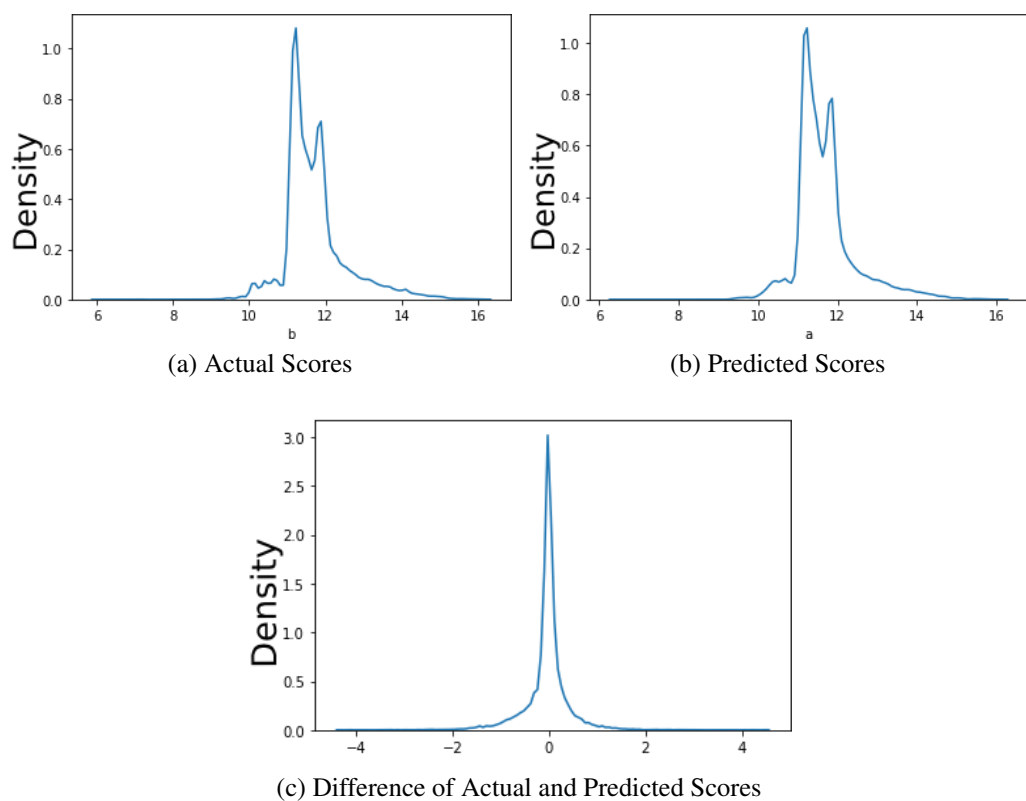 Density
1.0
0.8
0.6
0.4
0.2
0.0
6 8 10 12 14 16
b
(a) Actual Scores
Density
1.0
0.8
0.6
0.4
0.2
0.0
6 8 10 12 14 16
a
(b) Predicted Scores
Density
3.0
2.5
2.0
1.5
1.0
0.5
0.0
−4 −2 0 2 4
(c) Difference of Actual and Predicted Scores